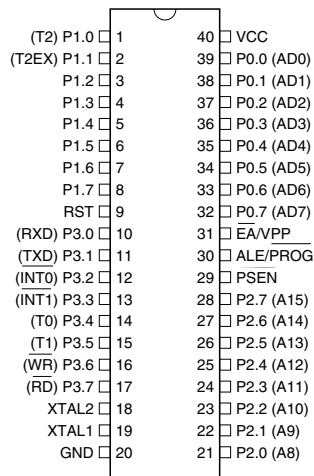 (T2) P1.0 1 40 VCC
(T2EX) P1.1 2 39 P0.0 (AD0)
P1.2 3 38 P0.1 (AD1)
P1.3 4 37 P0.2 (AD2)
P1.4 5 36 P0.3 (AD3)
P1.5 6 35 P0.4 (AD4)
P1.6 7 34 P0.5 (AD5)
P1.7 8 33 P0.6 (AD6)
RST 9 32 P0.7 (AD7)
(RXD) P3.0 10 31 EA/VPP
(TXD) P3.1 11 30 ALE/PROG
(INT0) P3.2 12 29 PSEN
(INT1) P3.3 13 28 P2.7 (A15)
(T0) P3.4 14 27 P2.6 (A14)
(T1) P3.5 15 26 P2.5 (A13)
(WR) P3.6 16 25 P2.4 (A12)
(RD) P3.7 17 24 P2.3 (A11)
XTAL2 18 23 P2.2 (A10)
XTAL1 19 22 P2.1 (A9)
GND 20 21 P2.0 (A8)